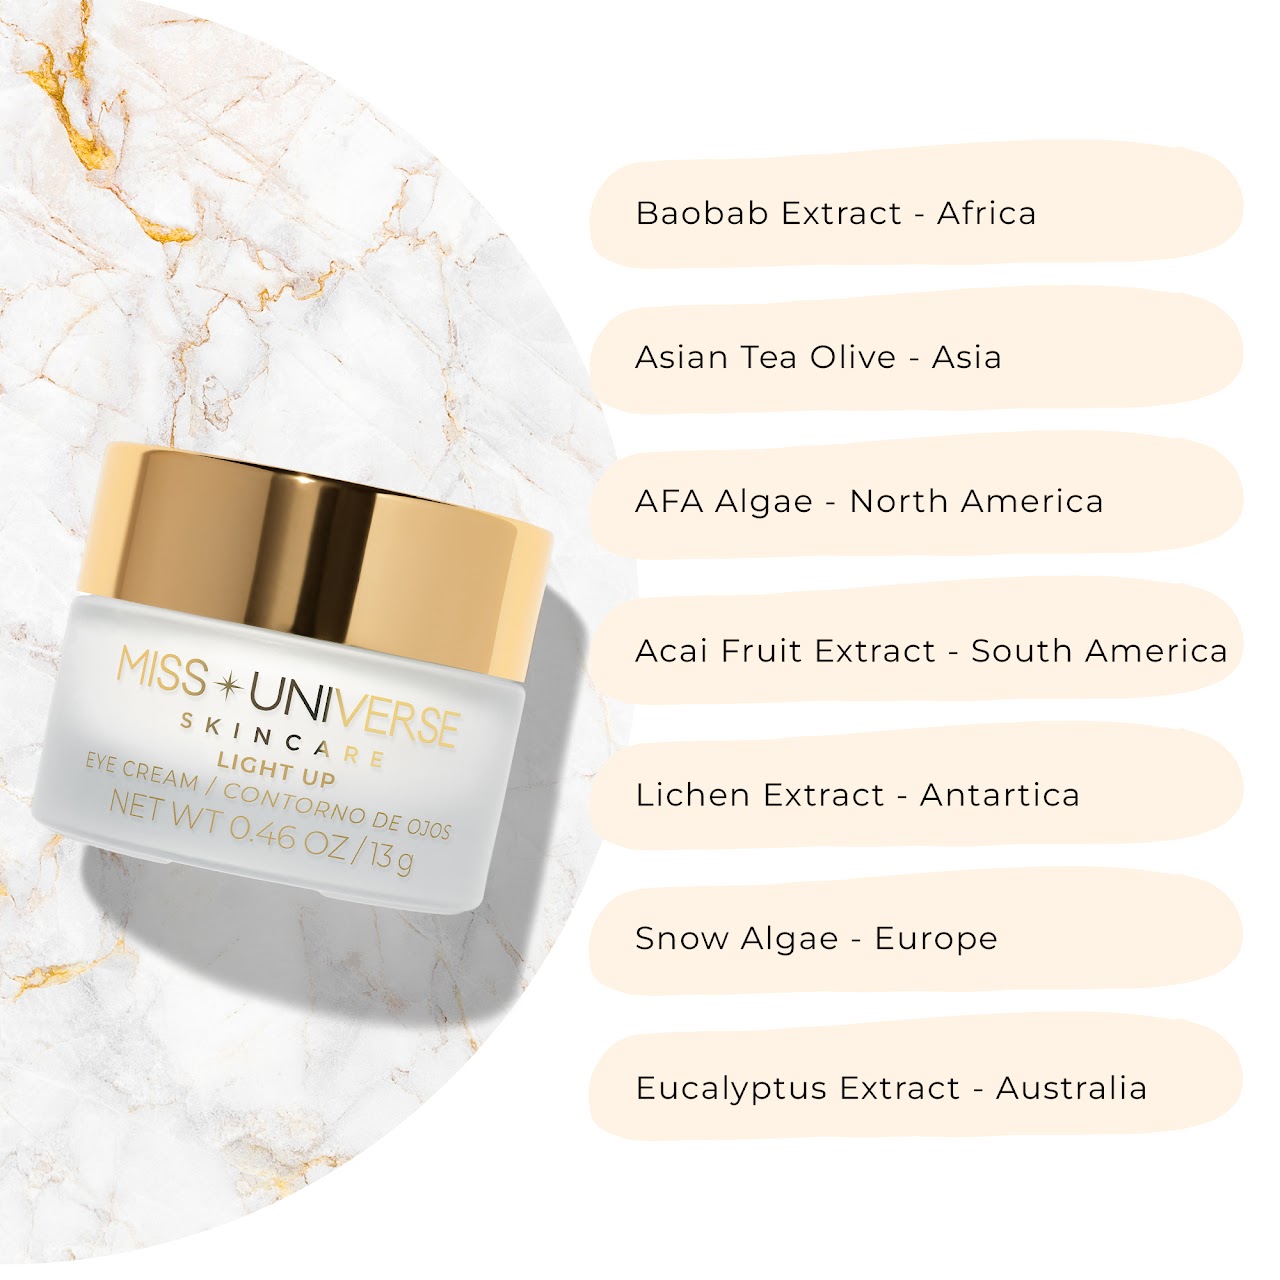 MISS UNIVERSE
SKINCARE
LIGHT UP
EYE CREAM / CONTORNO DE OJOS
NET WT 0.46 OZ / 13 g
Baobab Extract - Africa
Asian Tea Olive - Asia
AFA Algae - North America
Acai Fruit Extract - South America
Lichen Extract - Antartica
Snow Algae - Europe
Eucalyptus Extract - Australia